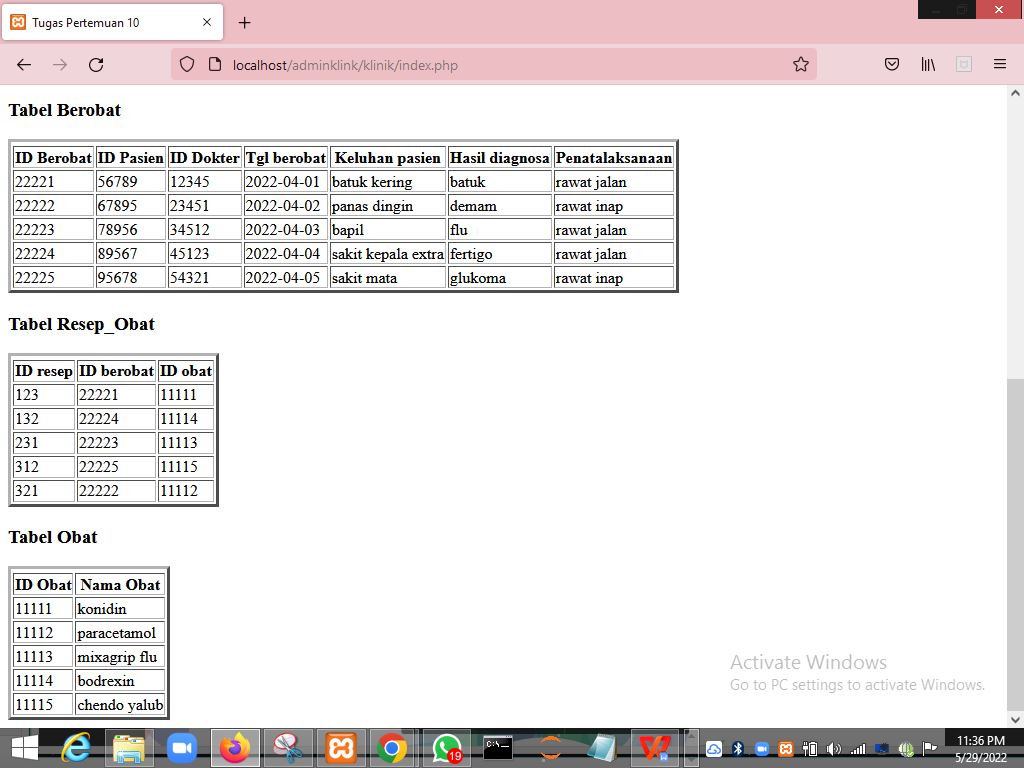 Tugas Pertemuan 10
localhost/adminklink/klinik/index.php
Tabel Berobat
ID Berobat ID Pasien ID Dokter Tgl berobat Keluhan pasien Hasil diagnosa Penatalaksanaan
22221 56789 12345 2022-04-01 batuk kering batuk rawat jalan
22222 67895 23451 2022-04-02 panas dingin demam rawat inap
22223 78956 34512 2022-04-03 bapil flu rawat jalan
22224 89567 45123 2022-04-04 sakit kepala extra fertigo rawat jalan
22225 95678 54321 2022-04-05 sakit mata glukoma rawat inap
Tabel Resep_Obat
ID resep ID berobat ID obat
123 22221 11111
132 22224 11114
231 22223 11113
312 22225 11115
321 22222 11112
Tabel Obat
ID Obat Nama Obat
11111 konidin
11112 paracetamol
11113 mixagrip flu
11114 bodrexin
11115 chendo yalub
Activate Windows
Go to PC settings to activate Windows.
19
11:36 PM
5/29/2022